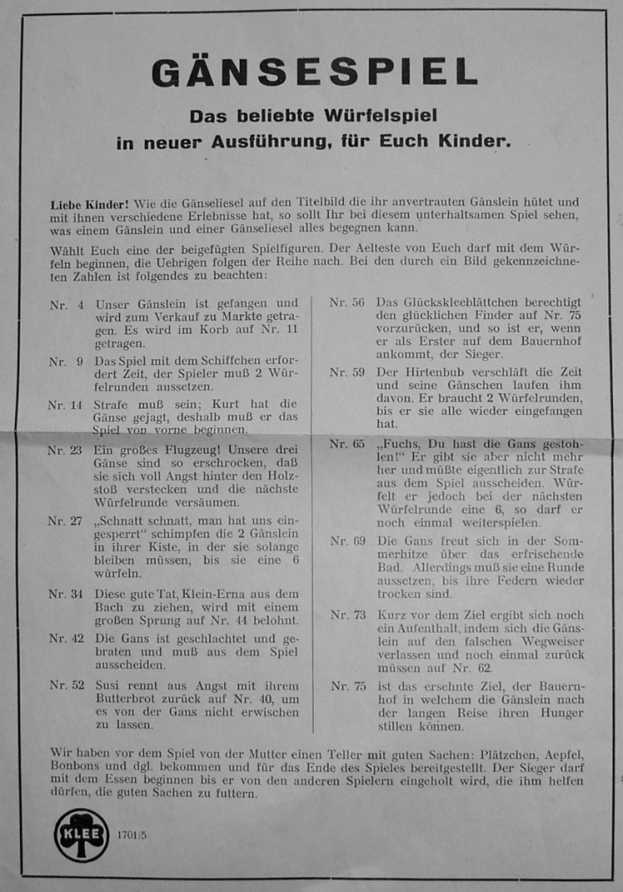 GÄNSESPIEL
Das beliebte Würfelspiel
in neuer Ausführung, für Euch Kinder.
Liebe Kinder! Wie die Gänseliesel auf den Titelbild die ihr anvertrauten Gänslein hütet und
mit ihnen verschiedene Erlebnisse hat, so sollt Ihr bei diesem unterhaltsamen Spiel sehen,
was einem Gänslein und einer Gänseliesel alles begegnen kann.
Wählt Euch eine der beigefügten Spielfiguren. Der Aelteste von Euch darf mit dem Wür-
feln beginnen, die Uebrigen folgen der Reihe nach. Bei den durch ein Bild gekennzeichne-
ten Zahlen ist folgendes zu beachten:
Nr. 4 Unser Gänslein ist gefangen und
wird zum Verkauf zu Markte getra-
gen. Es wird im Korb auf Nr. 11
getragen.
Nr. 9 Das Spiel mit dem Schiffchen erfor-
dert Zeit, der Spieler muß 2 Wür-
felrunden aussetzen.
Nr. 14 Strafe muß sein; Kurt hat die
Gänse gejagt, deshalb muß er das
Spiel von vorne beginnen.
Nr. 23 Ein großes Flugzeug! Unsere drei
Gänse sind so erschrocken, daß
sie sich voll Angst hinter den Holz-
stoß verstecken und die nächste
Würfelrunde versäumen.
Nr. 27 „Schnatt schnatt, man hat uns ein-
gesperrt“ schimpfen die 2 Gänslein
in ihrer Kiste, in der sie solange
bleiben müssen, bis sie eine 6
würfeln.
Nr. 34 Diese gute Tat, Klein-Erna aus dem
Bach zu ziehen, wird mit einem
großen Sprung auf Nr. 44 belohnt.
Nr. 42 Die Gans ist geschlachtet und ge-
braten und muß aus dem Spiel
ausscheiden.
Nr. 52 Susi rennt aus Angst mit ihrem
Butterbrot zurück auf Nr. 40, um
es von der Gans nicht erwischen
zu lassen.
Nr. 56 Das Glückskleeblättchen berechtigt
den glücklichen Finder auf Nr. 75
vorzurücken, und so ist er, wenn
er als Erster auf dem Bauernhof
ankommt, der Sieger.
Nr. 59 Der Hirtenbub verschläft die Zeit
und seine Gänschen laufen ihm
davon. Er braucht 2 Würfelrunden,
bis er sie alle wieder eingefangen
hat.
Nr. 65 „Fuchs, Du hast die Gans gestoh-
len!“ Er gibt sie aber nicht mehr
her und müßte eigentlich zur Strafe
aus dem Spiel ausscheiden. Wür-
felt er jedoch bei der nächsten
Würfelrunde eine 6, so darf er
noch einmal weiterspielen.
Nr. 69 Die Gans freut sich in der Som-
merhitze über das erfrischende
Bad. Allerdings muß sie eine Runde
aussetzen, bis ihre Federn wieder
trocken sind.
Nr. 73 Kurz vor dem Ziel ergibt sich noch
ein Aufenthalt, indem sich die Gäns-
lein auf den falschen Wegweiser
verlassen und noch einmal zurück
müssen auf Nr. 62.
Nr. 75 ist das ersehnte Ziel, der Bauern-
hof in welchem die Gänslein nach
der langen Reise ihren Hunger
stillen können.
Wir haben vor dem Spiel von der Mutter einen Teller mit guten Sachen: Plätzchen, Aepfel,
Bonbons und dgl. bekommen und für das Ende des Spieles bereitgestellt. Der Sieger darf
mit dem Essen beginnen bis er von den anderen Spielern eingeholt wird, die ihm helfen
dürfen, die guten Sachen zu futtern.
KLEE 1701/5